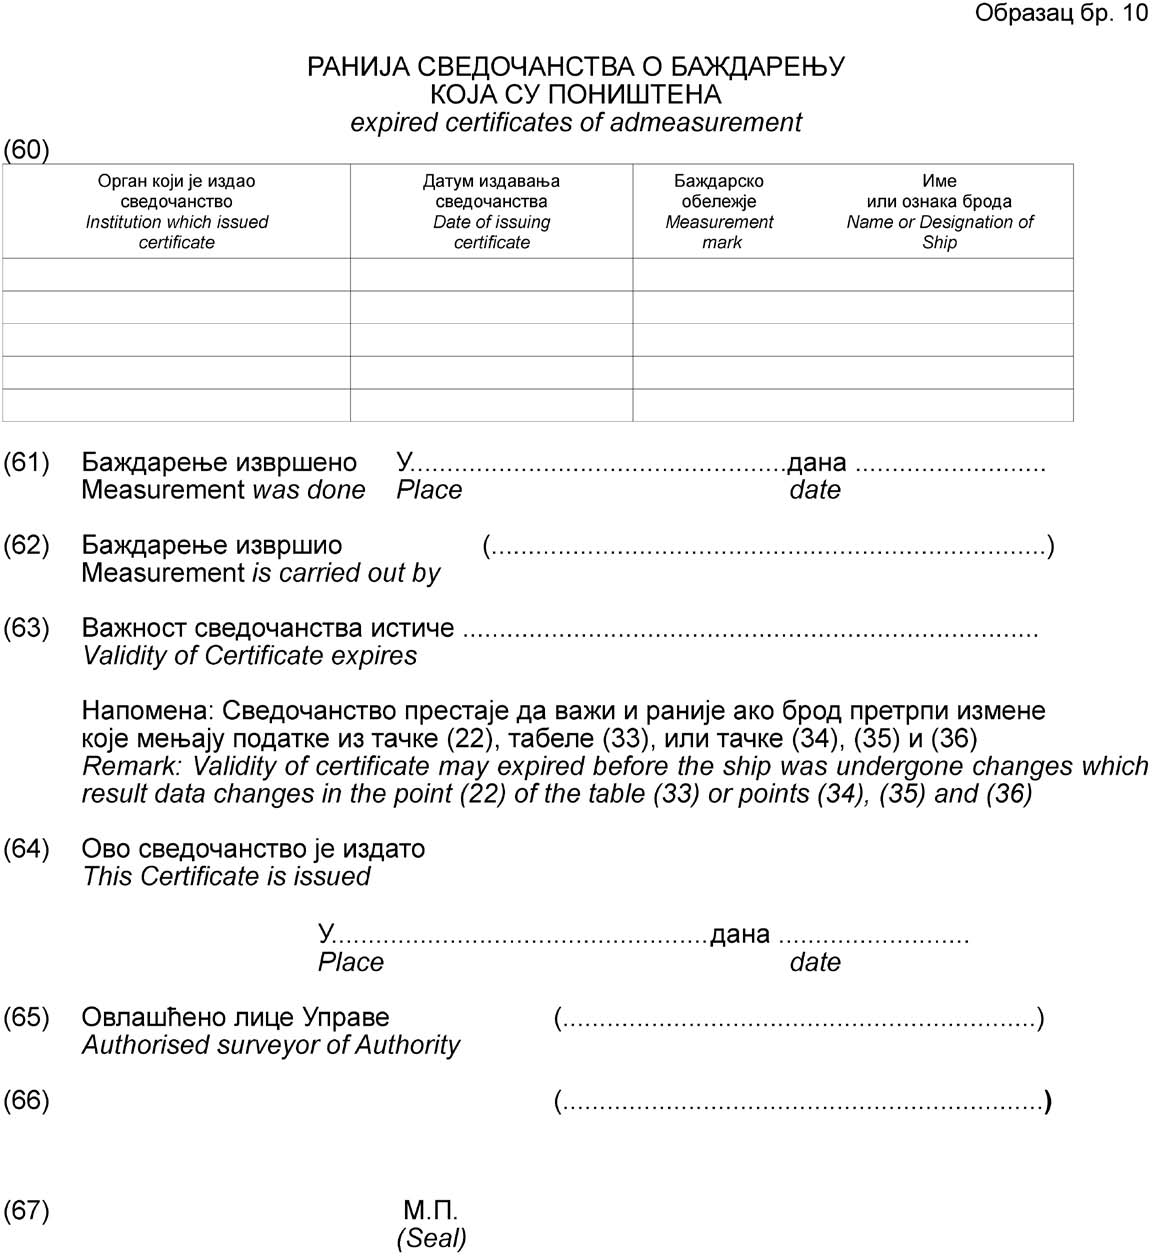 Образац бр. 10
РАНИЈА СВЕДОЧАНСТВА О БАЖДАРЕЊУ
КОЈА СУ ПОНИШТЕНА
expired certificates of admeasurement
(60)
Орган који је издао Датум издавања Баждарско Име
сведочанство сведочанства обележје или ознака брода
Institution which issued Date of issuing Measurement Name or Designation of
certificate certificate mark Ship
(61) Баждарење извршено У....................................................дана ..........................
Measurement was done Place date
(62) Баждарење извршио (............................................................................)
Measurement is carried out by
(63) Важност сведочанства истиче ...............................................................................
Validity of Certificate expires
Напомена: Сведочанство престаје да важи и раније ако брод претрпи измене
које мењају податке из тачке (22), табеле (33), или тачке (34), (35) и (36)
Remark: Validity of certificate may expired before the ship was undergone changes which
result data changes in the point (22) of the table (33) or points (34), (35) and (36)
(64) Ово сведочанство је издато
This Certificate is issued
У....................................................дана ..........................
Place date
(65) Овлашћено лице Управе (.................................................................)
Authorised surveyor of Authority
(66) (..................................................................)
(67) М.П.
(Seal)